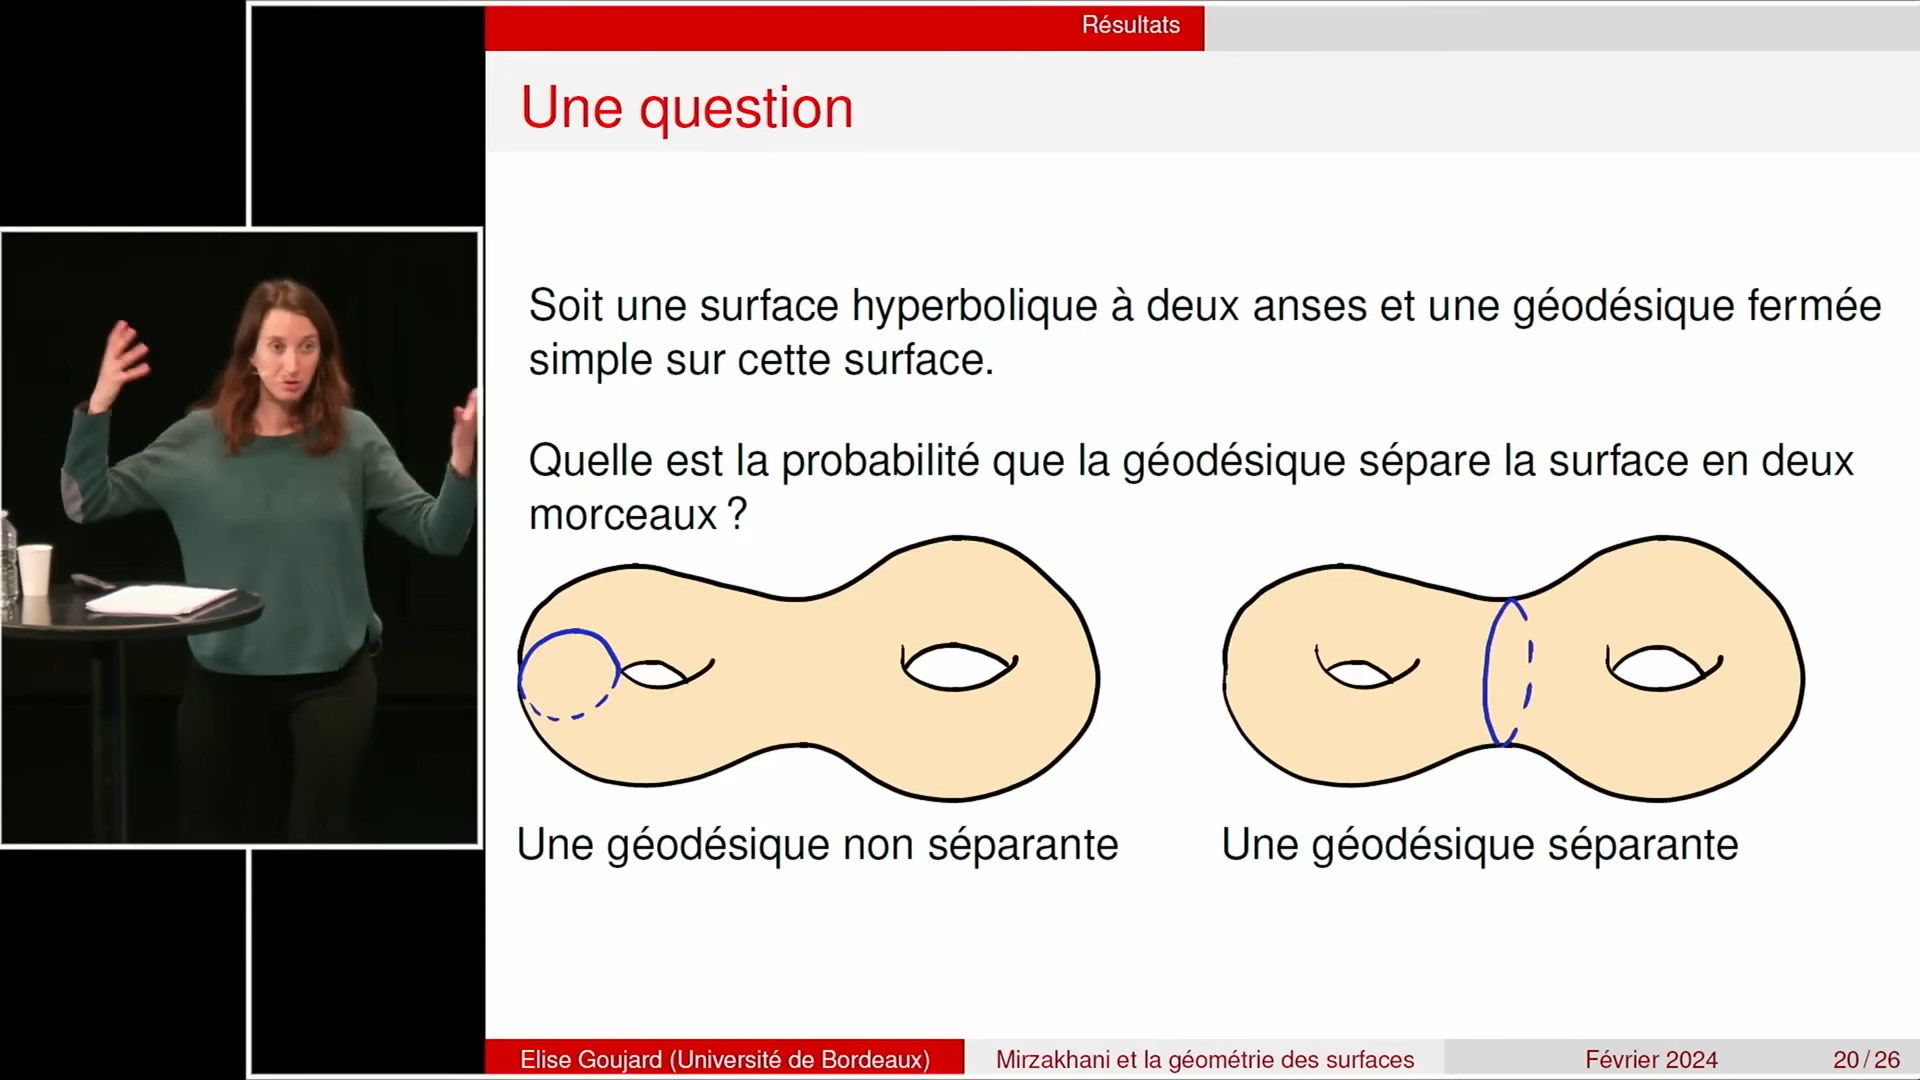 Résultats
Une question
Soit une surface hyperbolique à deux anses et une géodésique fermée
simple sur cette surface.
Quelle est la probabilité que la géodésique sépare la surface en deux
morceaux ?
Une géodésique non séparante
Une géodésique séparante
Elise Goujard (Université de Bordeaux)
Mirzakhani et la géométrie des surfaces
Février 2024
20 / 26